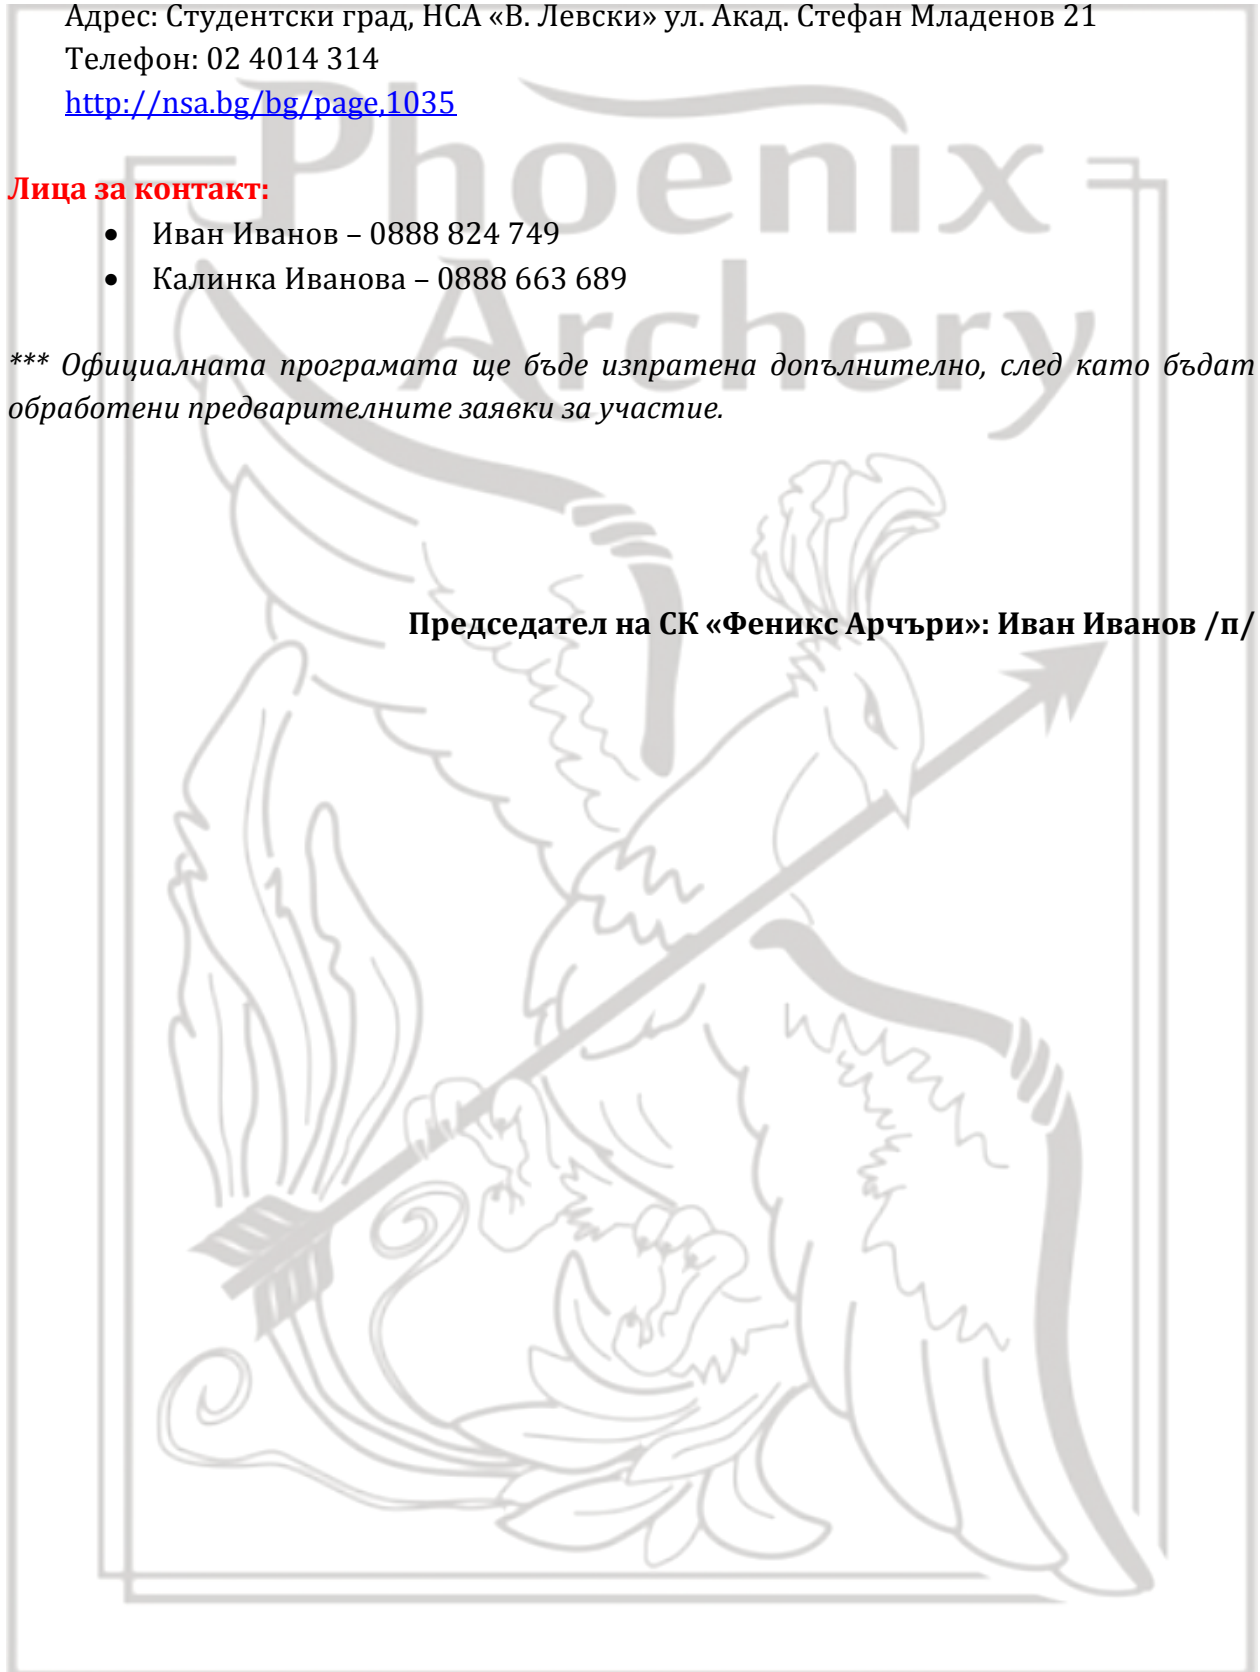 Адрес: Студентски град, НСА «В. Левски» ул. Акад. Стефан Младенов 21
Телефон: 02 4014 314
http://nsa.bg/bg/page,1035
Phoenix
Archery
Лица за контакт:
• Иван Иванов – 0888 824 749
• Калинка Иванова – 0888 663 689
*** Официалната програмата ще бъде изпратена допълнително, след като бъдат
обработени предварителните заявки за участие.
Председател на СК «Феникс Арчъри»: Иван Иванов /п/